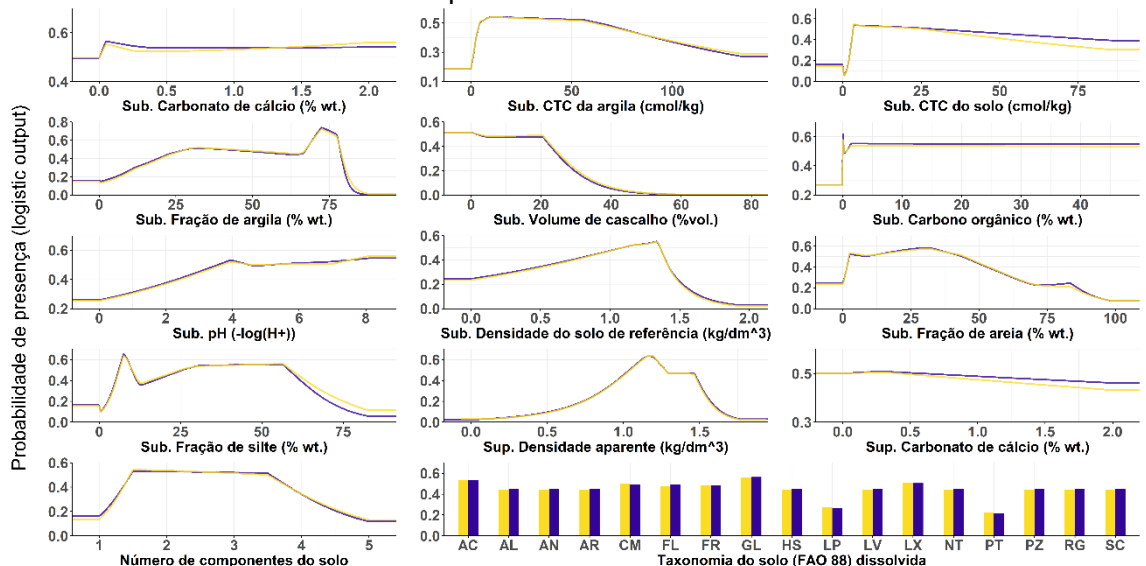 Probabilidade de presença (logistic output)
0.6
0.4
0.0 0.5 1.0 1.5 2.0
Sub. Carbonato de cálcio (% wt.)
0.5
0.3
0.1
0 50 100
Sub. CTC da argila (cmol/kg)
0.6
0.4
0.2
0.0
0 25 50 75
Sub. CTC do solo (cmol/kg)
0.8
0.6
0.4
0.2
0.0
0 25 50 75
Sub. Fração de argila (% wt.)
0.4
0.2
0.0
0 20 40 60 80
Sub. Volume de cascalho (%vol.)
0.6
0.4
0.2
0 10 20 30 40
Sub. Carbono orgânico (% wt.)
0.6
0.4
0.2
0 2 4 6 8
Sub. pH (-log(H+))
0.6
0.4
0.2
0.0
0.0 0.5 1.0 1.5 2.0
Sub. Densidade do solo de referência (kg/dm^3)
0.6
0.4
0.2
0.0
0 25 50 75 100
Sub. Fração de areia (% wt.)
0.6
0.4
0.2
0.0
0 25 50 75
Sub. Fração de silte (% wt.)
0.6
0.4
0.2
0.0
0.0 0.5 1.0 1.5
Sup. Densidade aparente (kg/dm^3)
0.5
0.3
0.0 0.5 1.0 1.5 2.0
Sup. Carbonato de cálcio (% wt.)
0.6
0.4
0.2
0.0
1 2 3 4 5
Número de componentes do solo
0.6
0.4
0.2
0.0
AC AL AN AR CM FL FR GL HS LP LV LX NT PT PZ RG SC
Taxonomia do solo (FAO 88) dissolvida